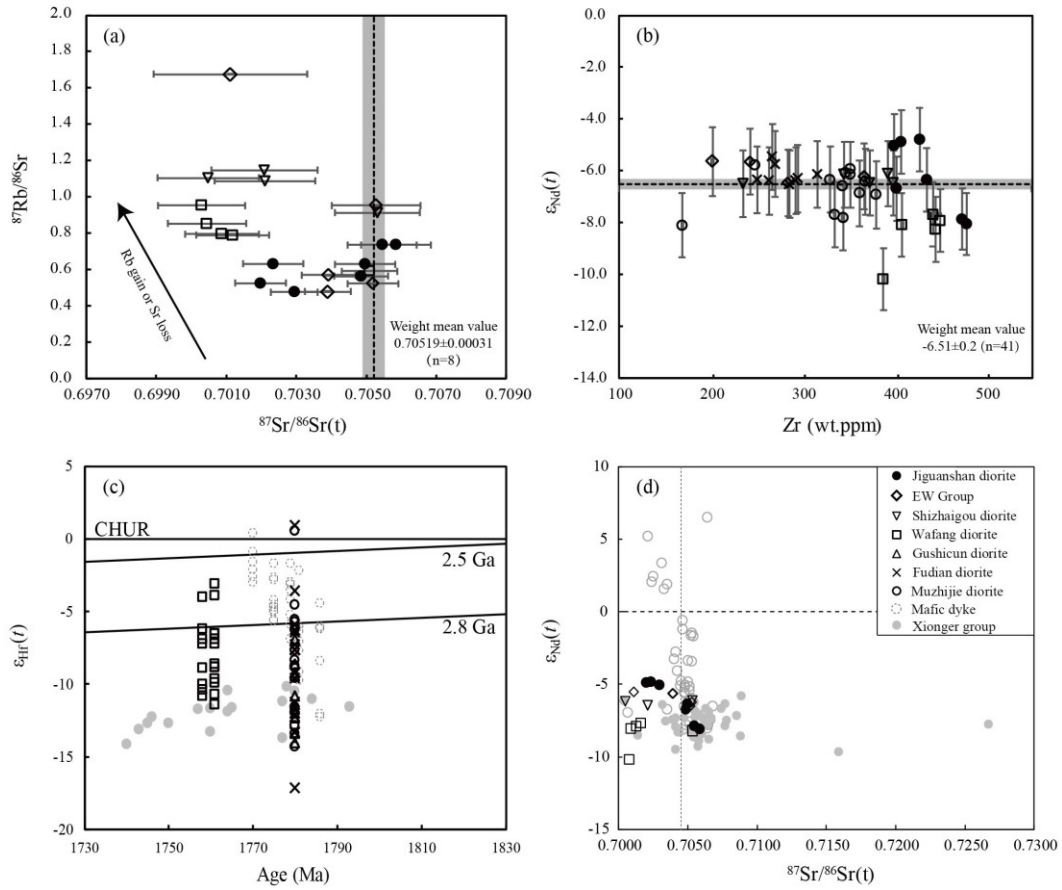 (a)
2.0
1.8
1.6
1.4
1.2
1.0
0.8
0.6
0.4
0.2
0.0
⁸⁷Rb/⁸⁶Sr
Rb gain or Sr loss
Weight mean value
0.70519±0.00031
(n=8)
0.6970 0.6990 0.7010 0.7030 0.7050 0.7070 0.7090
⁸⁷Sr/⁸⁶Sr(t)
(b)
0.0
-2.0
-4.0
-6.0
-8.0
-10.0
-12.0
-14.0
εNd(t)
Weight mean value
-6.51±0.2 (n=41)
100 200 300 400 500
Zr (wt.ppm)
(c)
5
0
-5
-10
-15
-20
εHf(t)
CHUR
2.5 Ga
2.8 Ga
1730 1750 1770 1790 1810 1830
Age (Ma)
(d)
10
5
0
-5
-10
-15
εNd(t)
Jiguanshan diorite
EW Group
Shizhaigou diorite
Wafang diorite
Gushicun diorite
Fudian diorite
Muzhijie diorite
Mafic dyke
Xionger group
0.7000 0.7050 0.7100 0.7150 0.7200 0.7250 0.7300
⁸⁷Sr/⁸⁶Sr(t)